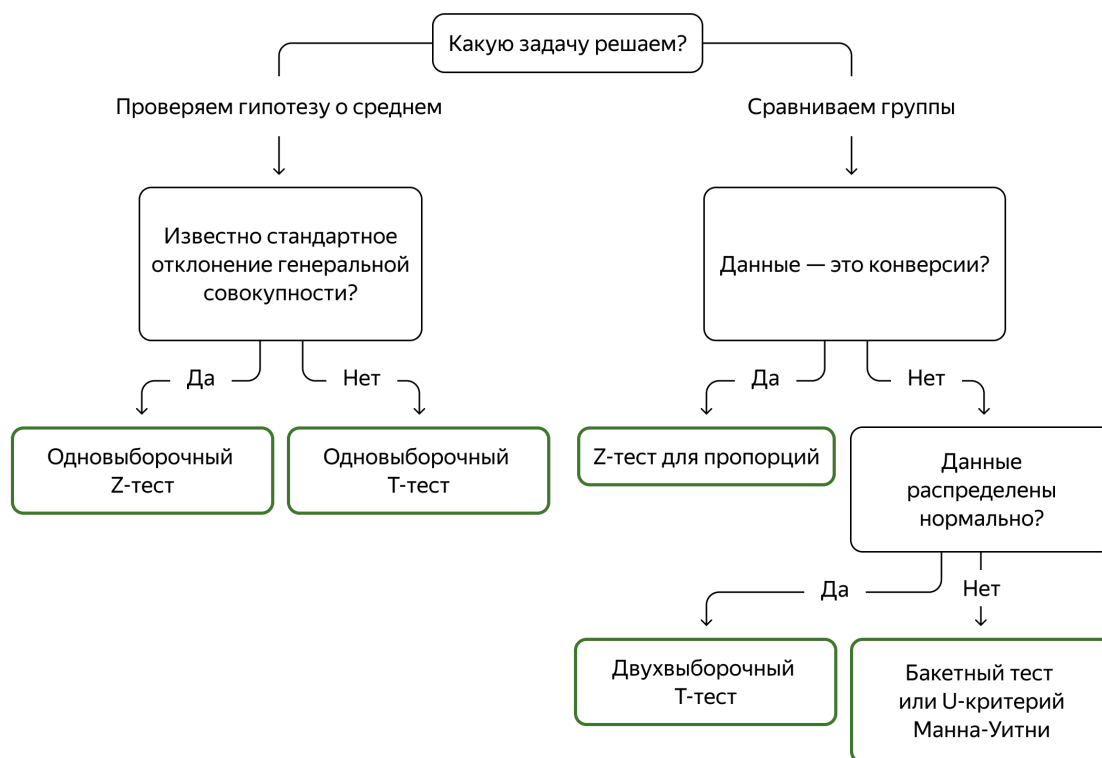 Какую задачу решаем?
Проверяем гипотезу о среднем
Сравниваем группы
Известно стандартное
отклонение генеральной
совокупности?
Данные — это конверсии?
Да
Нет
Да
Нет
Одновыборочный
Z-тест
Одновыборочный
T-тест
Z-тест для пропорций
Данные
распределены
нормально?
Да
Нет
Двухвыборочный
T-тест
Бакетный тест
или U-критерий
Манна-Уитни